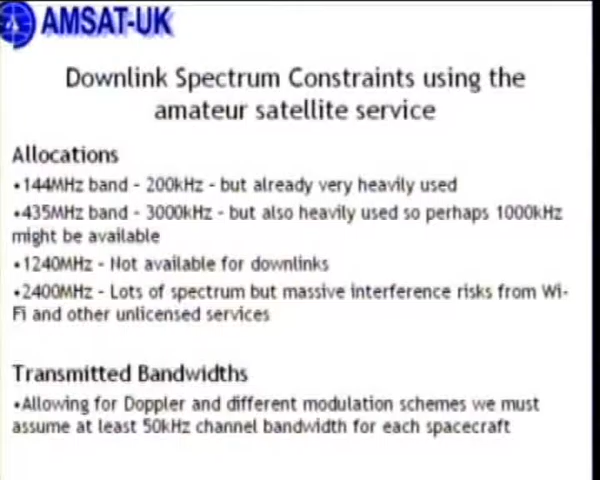 AMSAT-UK
Downlink Spectrum Constraints using the
amateur satellite service
Allocations
•144MHz band - 200kHz - but already very heavily used
•435MHz band - 3000kHz - but also heavily used so perhaps 1000kHz
might be available
•1240MHz - Not available for downlinks
•2400MHz - Lots of spectrum but massive interference risks from Wi-
Fi and other unlicensed services
Transmitted Bandwidths
•Allowing for Doppler and different modulation schemes we must
assume at least 50kHz channel bandwidth for each spacecraft